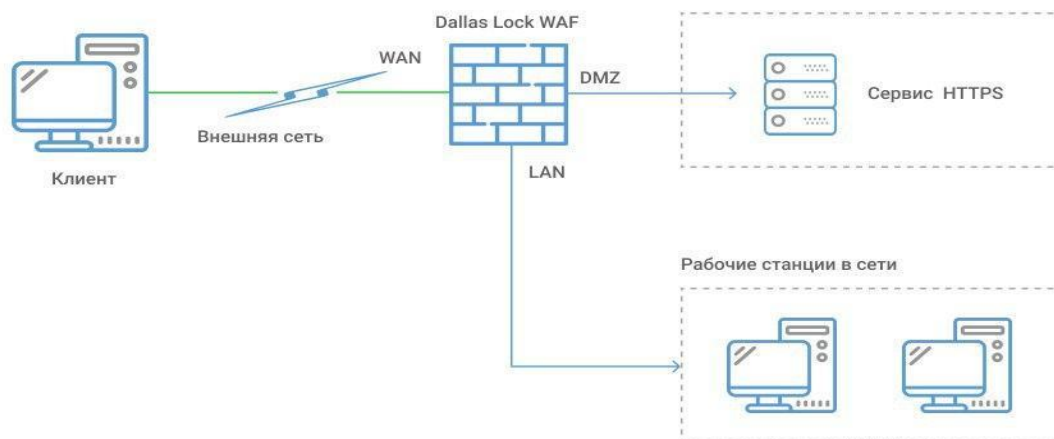 Dallas Lock WAF
WAN
DMZ
Сервис HTTPS
Внешняя сеть
Клиент
LAN
Рабочие станции в сети